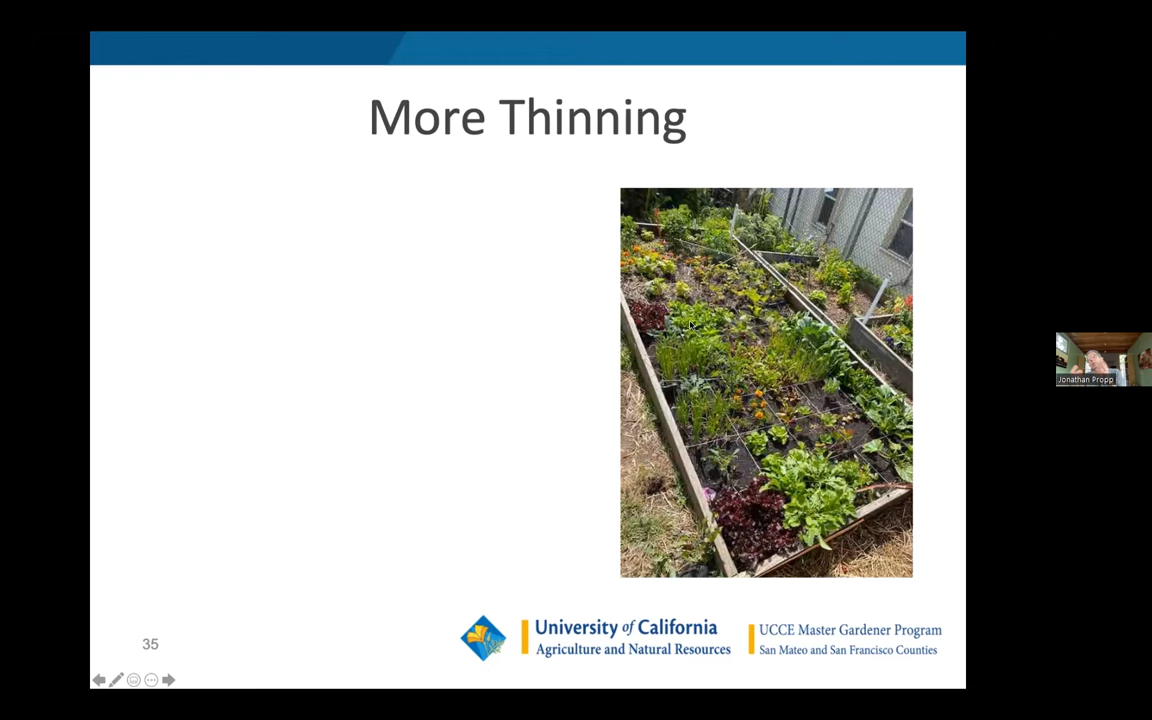 More Thinning
Jonathan Propp
University of California
Agriculture and Natural Resources
UCCE Master Gardener Program
San Mateo and San Francisco Counties
35